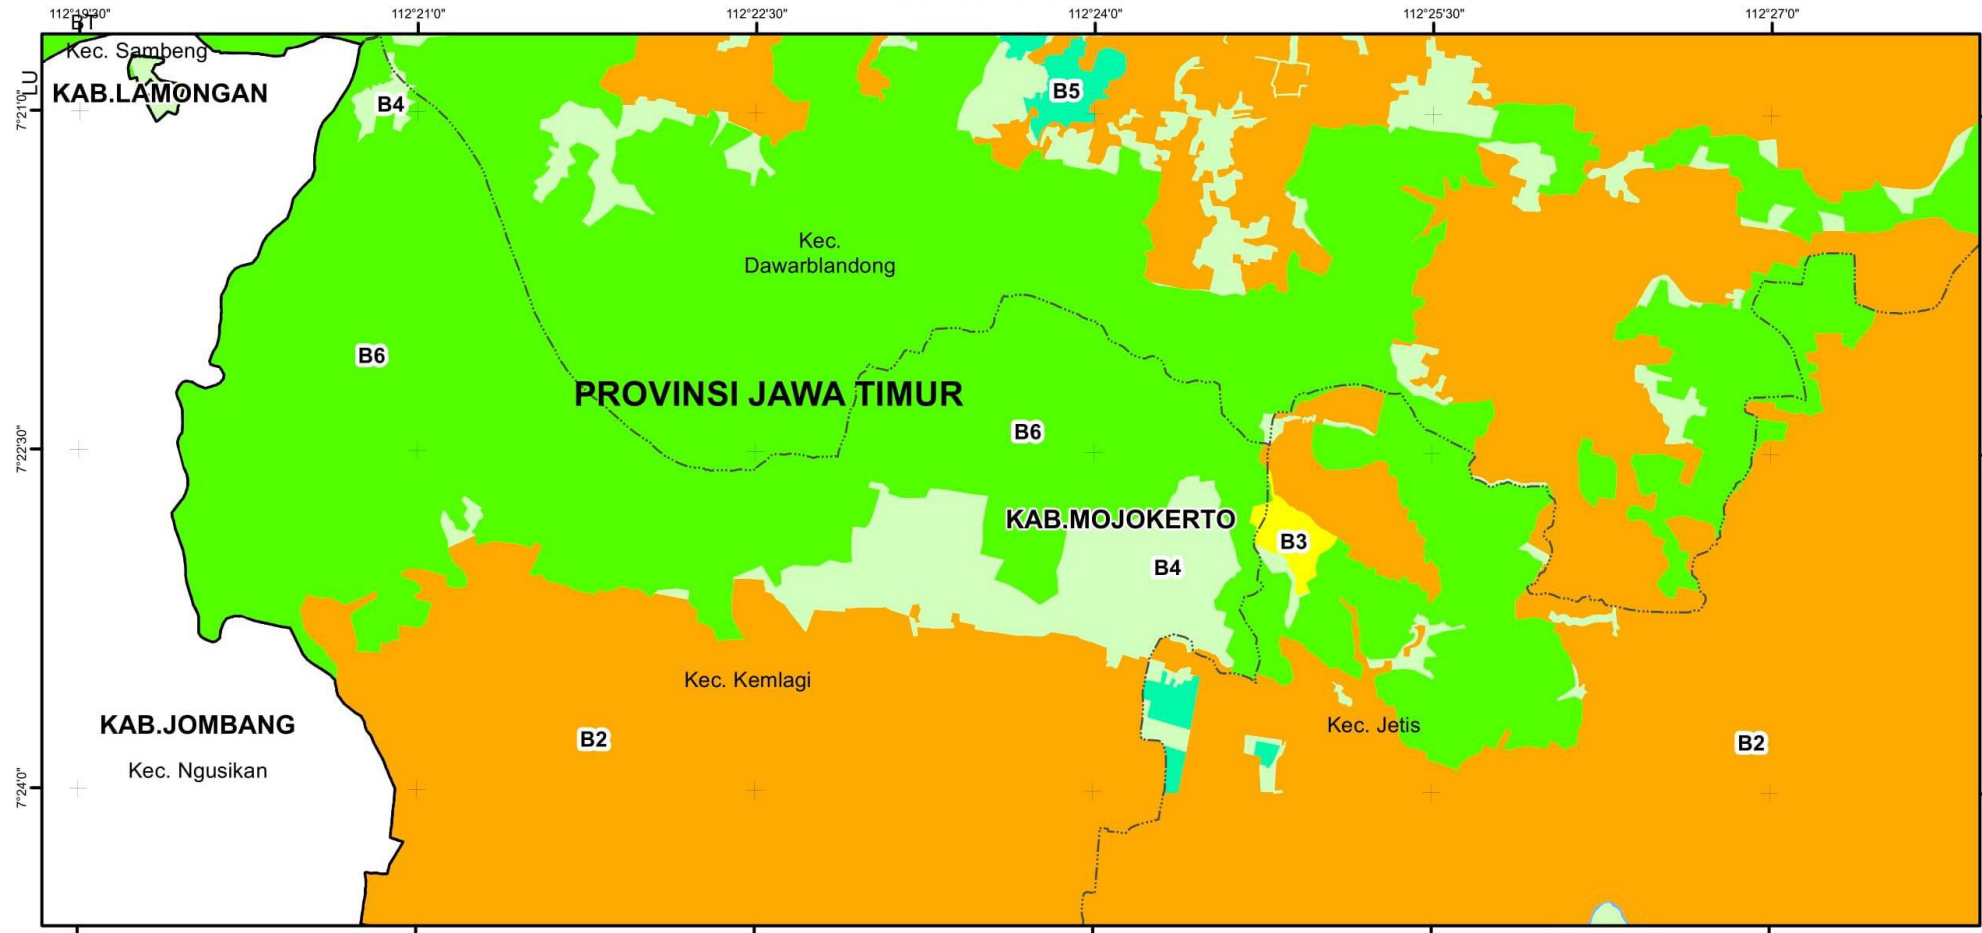 112°19'30"
112°21'0"
112°22'30"
112°24'0"
112°25'30"
112°27'0"
BT
Kec. Sambeng
LU
KAB.LAMONGAN
7°21'0"
B4
B5
Kec.
Dawarblandong
B6
PROVINSI JAWA TIMUR
B6
7°22'30"
KAB.MOJOKERTO
B3
B4
Kec. Kemlagi
KAB.JOMBANG
Kec. Jetis
B2
B2
Kec. Ngusikan
7°24'0"